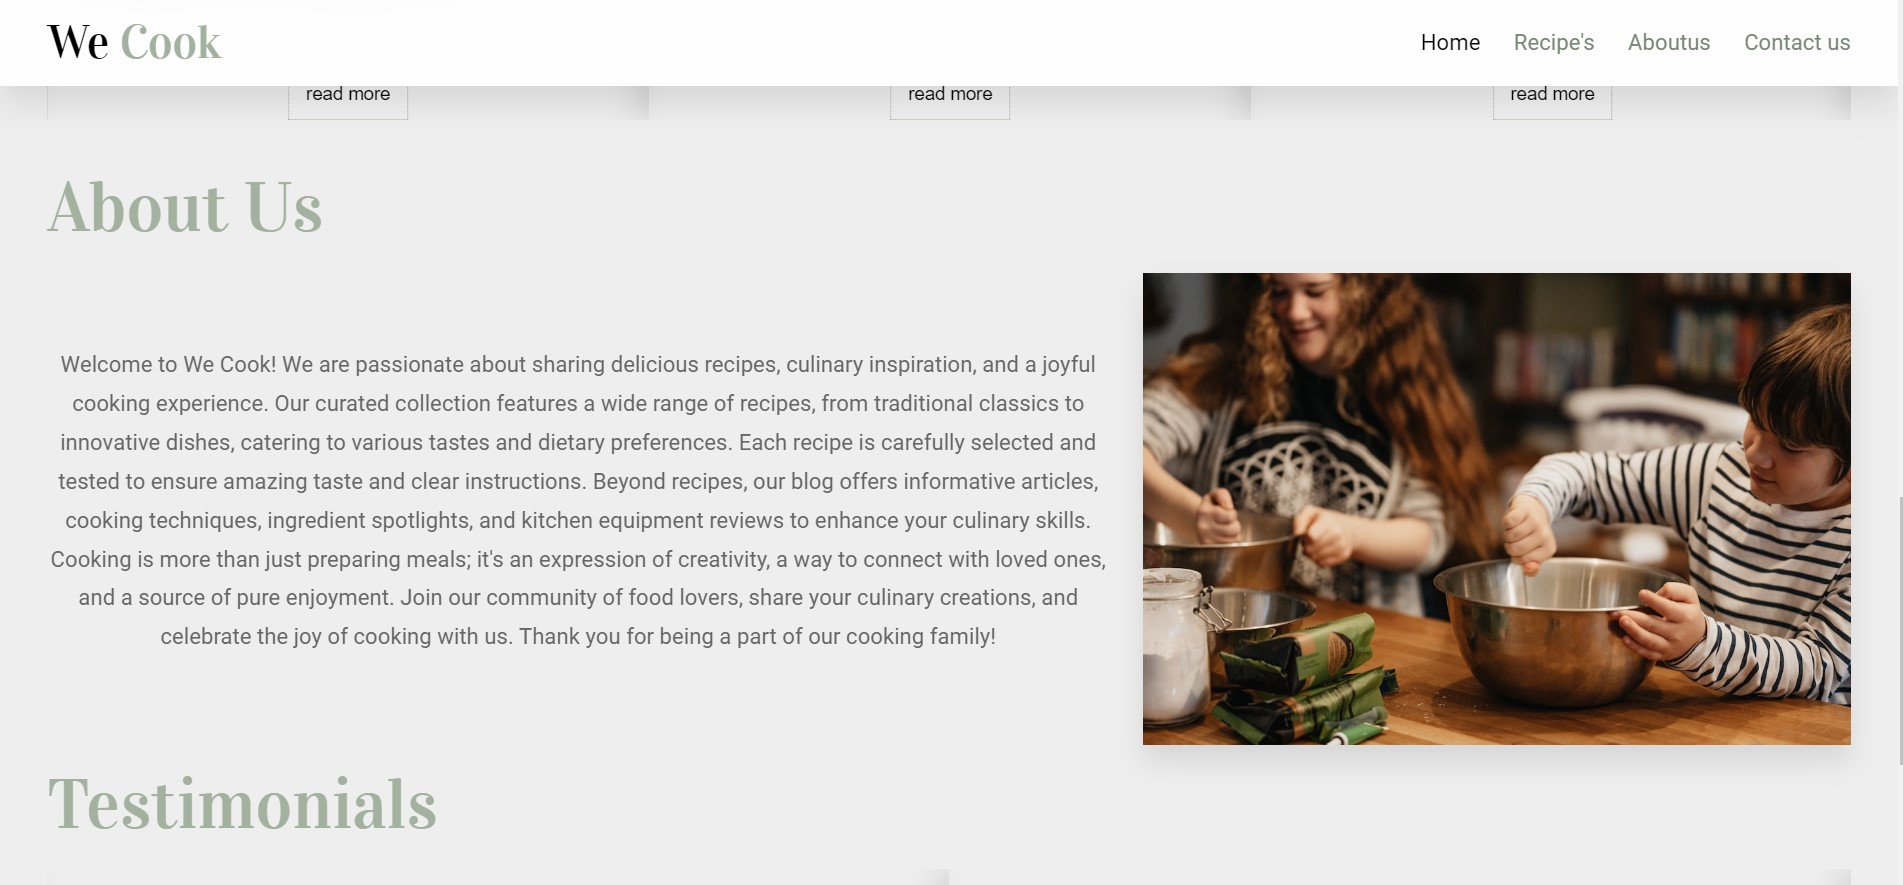 We Cook
Home Recipe's Aboutus Contact us
read more read more read more
About Us
Welcome to We Cook! We are passionate about sharing delicious recipes, culinary inspiration, and a joyful
cooking experience. Our curated collection features a wide range of recipes, from traditional classics to
innovative dishes, catering to various tastes and dietary preferences. Each recipe is carefully selected and
tested to ensure amazing taste and clear instructions. Beyond recipes, our blog offers informative articles,
cooking techniques, ingredient spotlights, and kitchen equipment reviews to enhance your culinary skills.
Cooking is more than just preparing meals; it's an expression of creativity, a way to connect with loved ones,
and a source of pure enjoyment. Join our community of food lovers, share your culinary creations, and
celebrate the joy of cooking with us. Thank you for being a part of our cooking family!
Testimonials